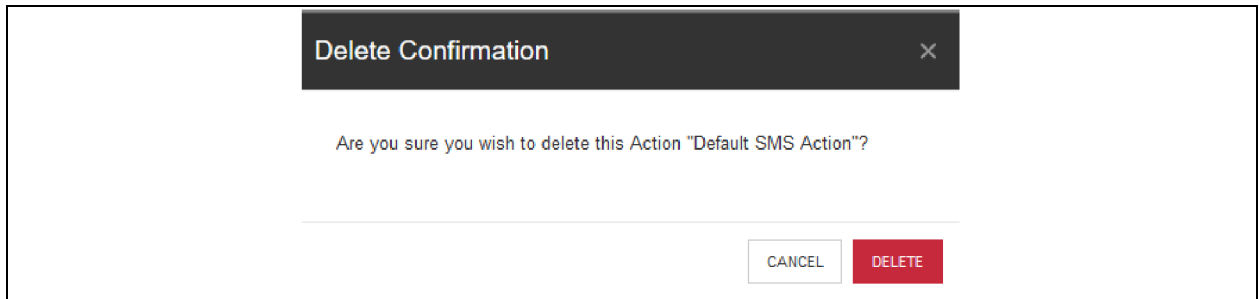 Delete Confirmation
Are you sure you wish to delete this Action "Default SMS Action"?
CANCEL DELETE